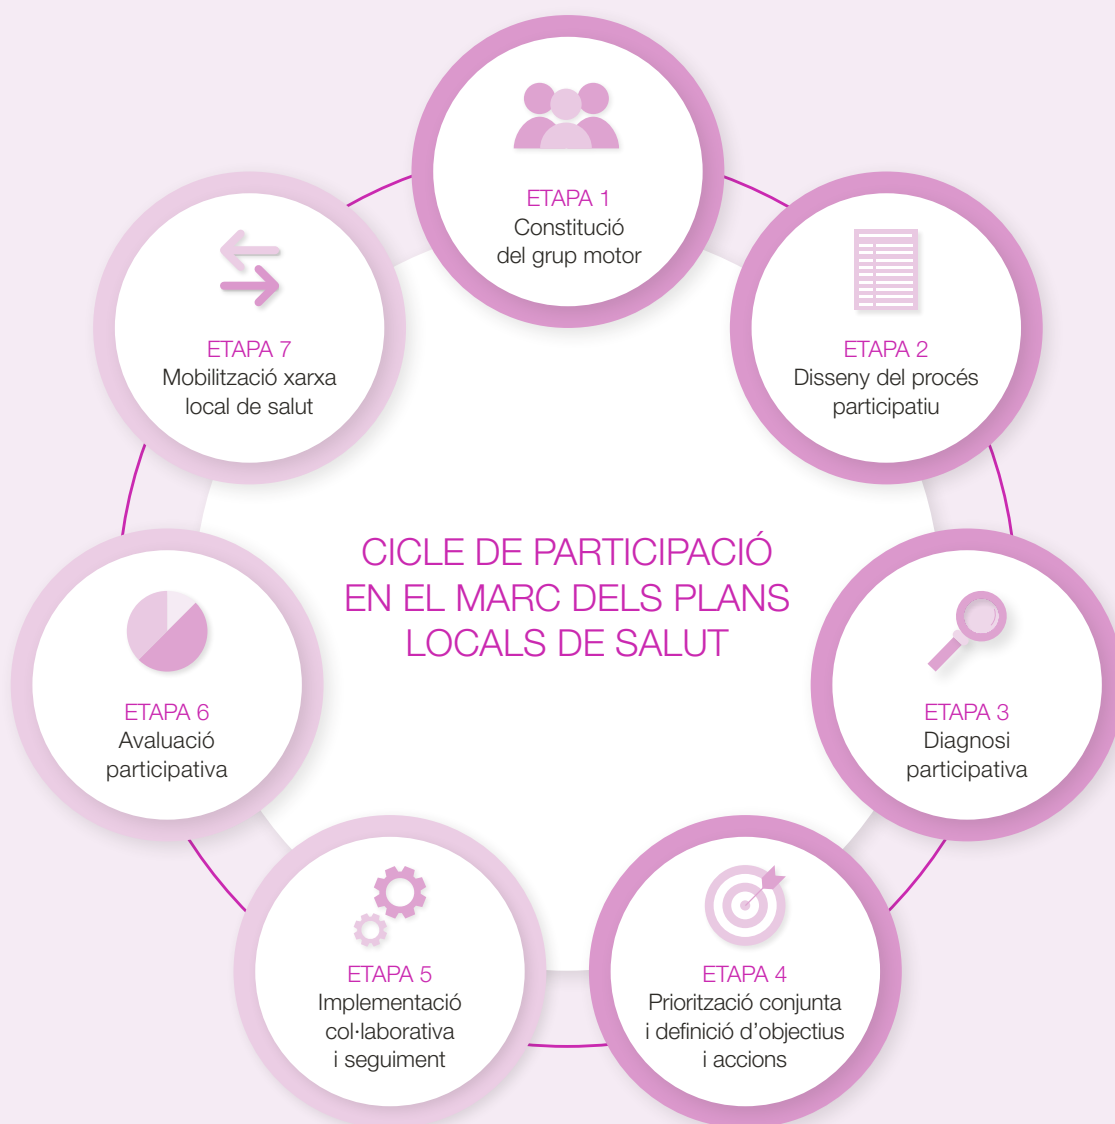 ETAPA 1
Constitució
del grup motor
ETAPA 2
Disseny del procés
participatiu
ETAPA 3
Diagnosi
participativa
ETAPA 4
Priorització conjunta
i definició d’objectius
i accions
ETAPA 5
Implementació
col·laborativa
i seguiment
ETAPA 6
Avaluació
participativa
ETAPA 7
Mobilització xarxa
local de salut
CICLE DE PARTICIPACIÓ
EN EL MARC DELS PLANS
LOCALS DE SALUT